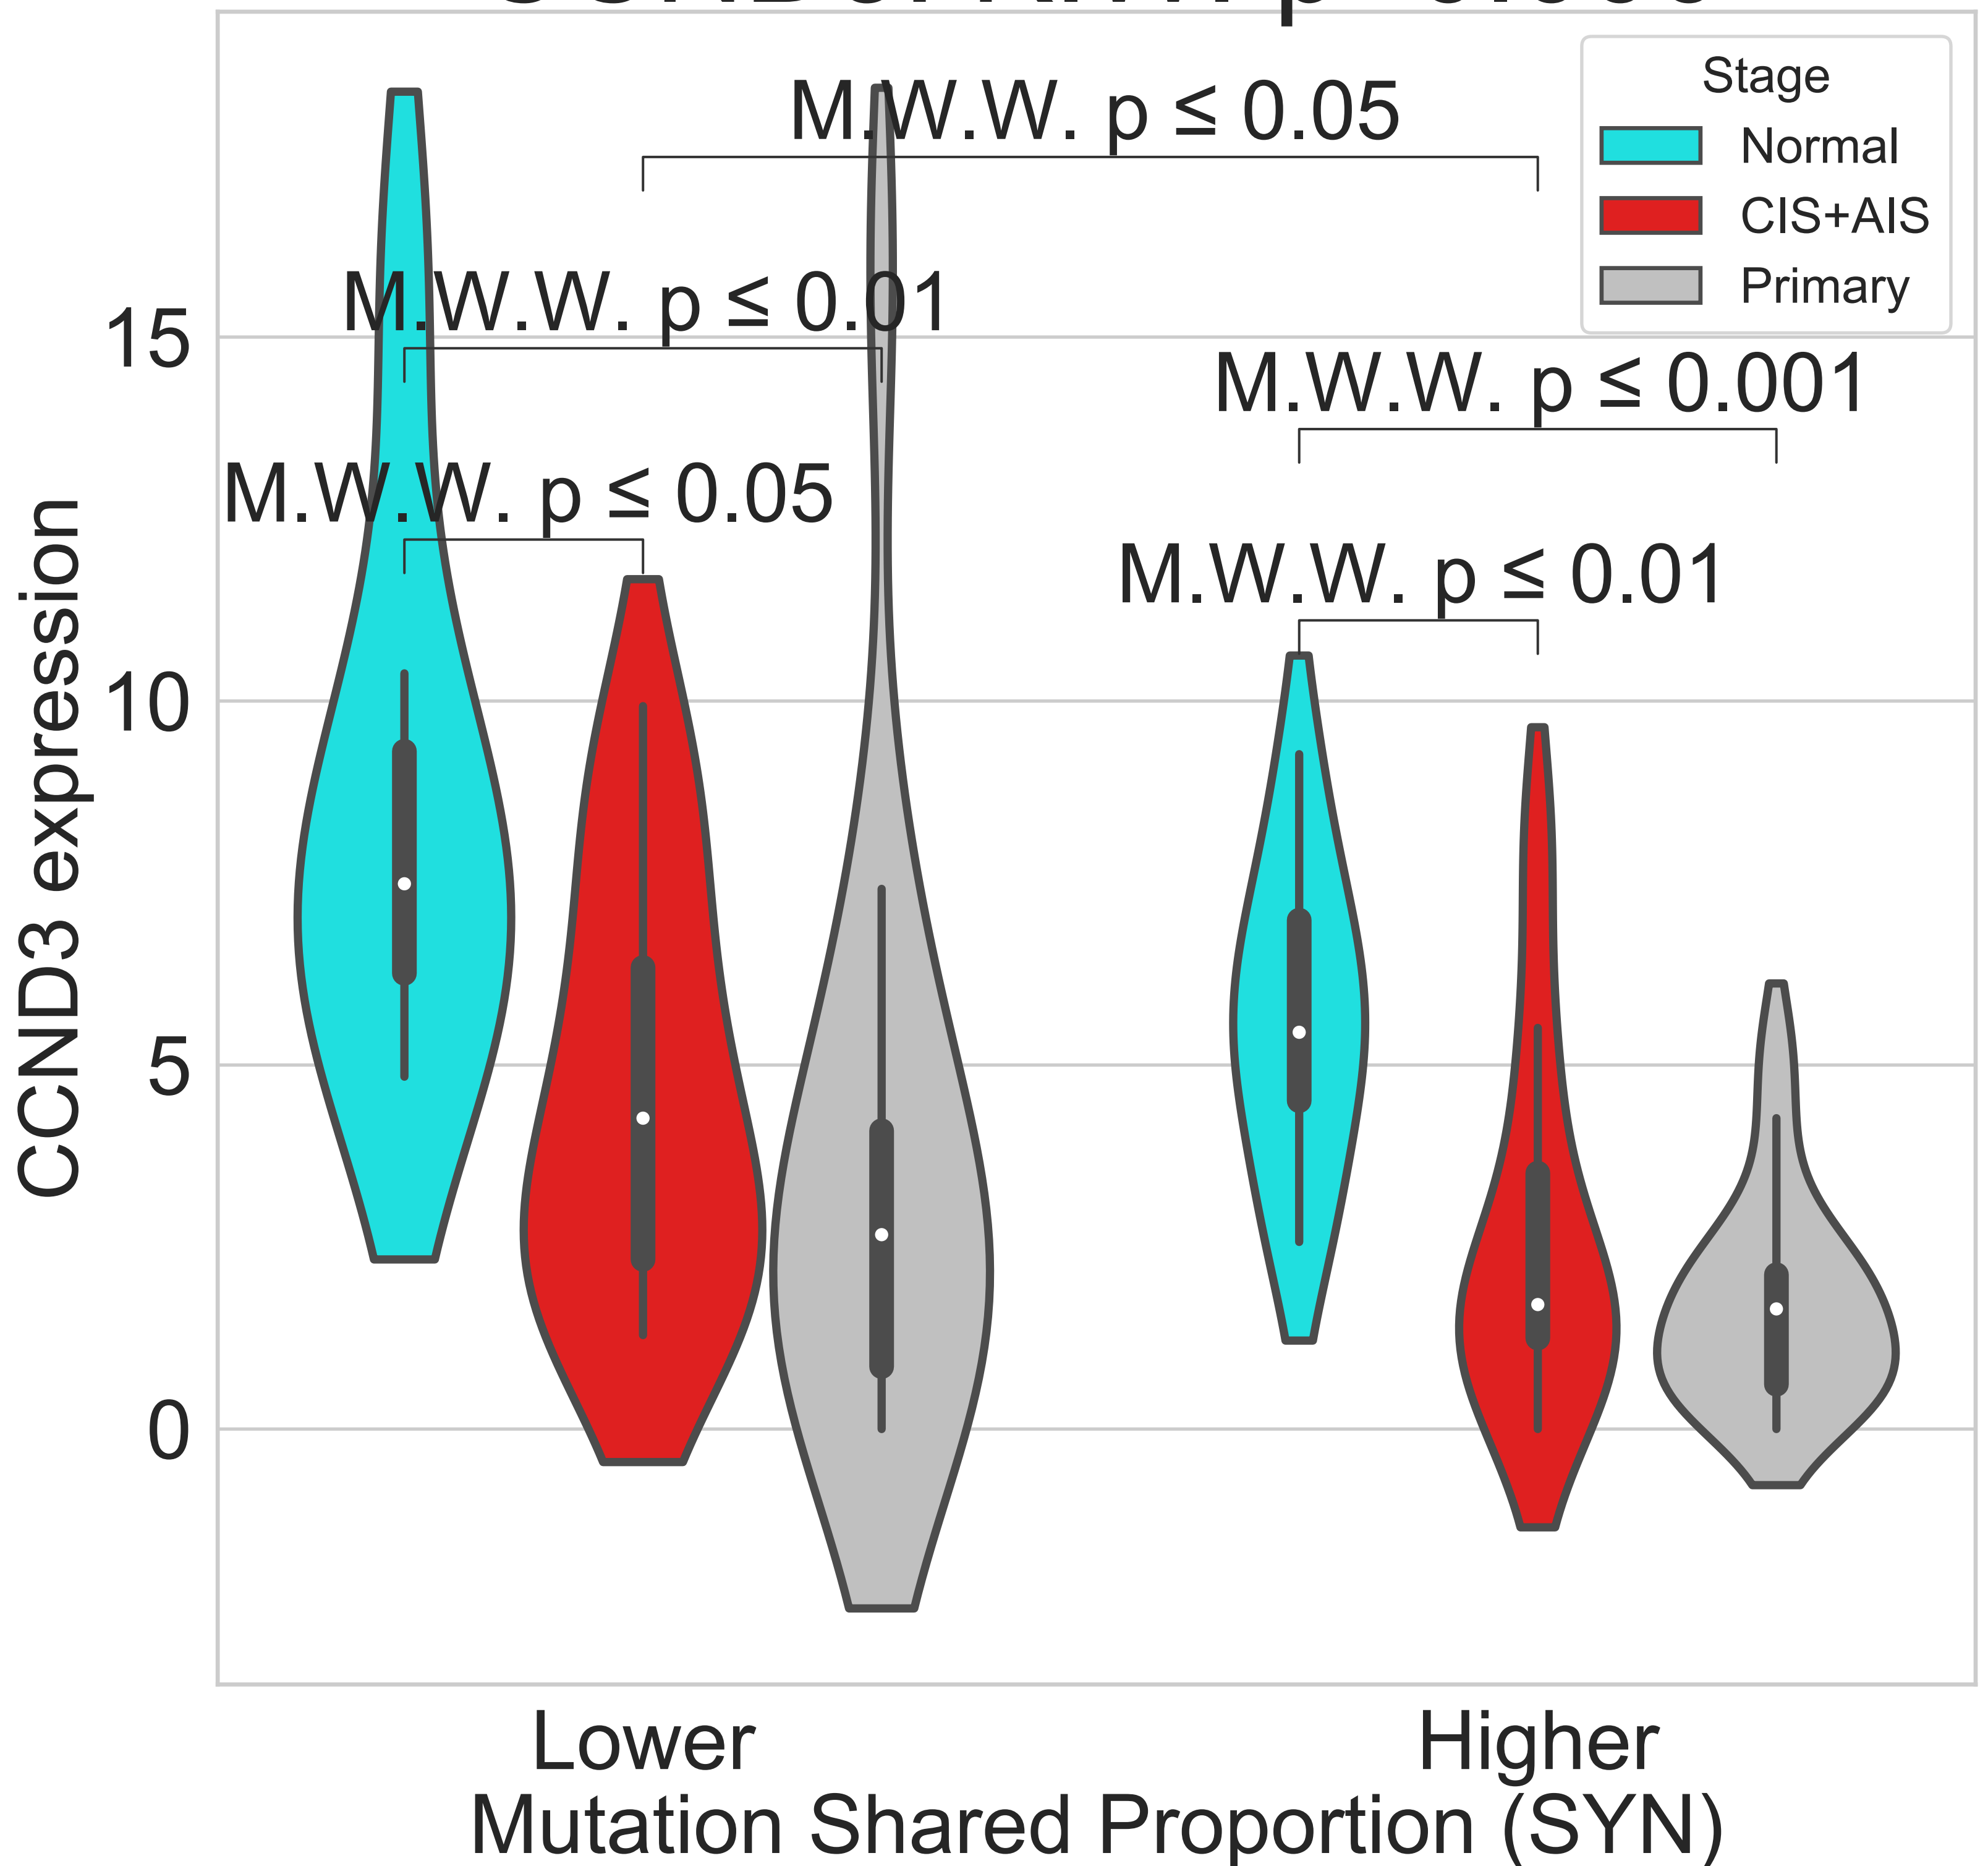 M.W.W. p ≤ 0.05
Stage
Normal
CIS+AIS
Primary
M.W.W. p ≤ 0.01
M.W.W. p ≤ 0.001
M.W.W. p ≤ 0.05
M.W.W. p ≤ 0.01
15
10
5
0
CCND3 expression
Lower
Higher
Mutation Shared Proportion (SYN)